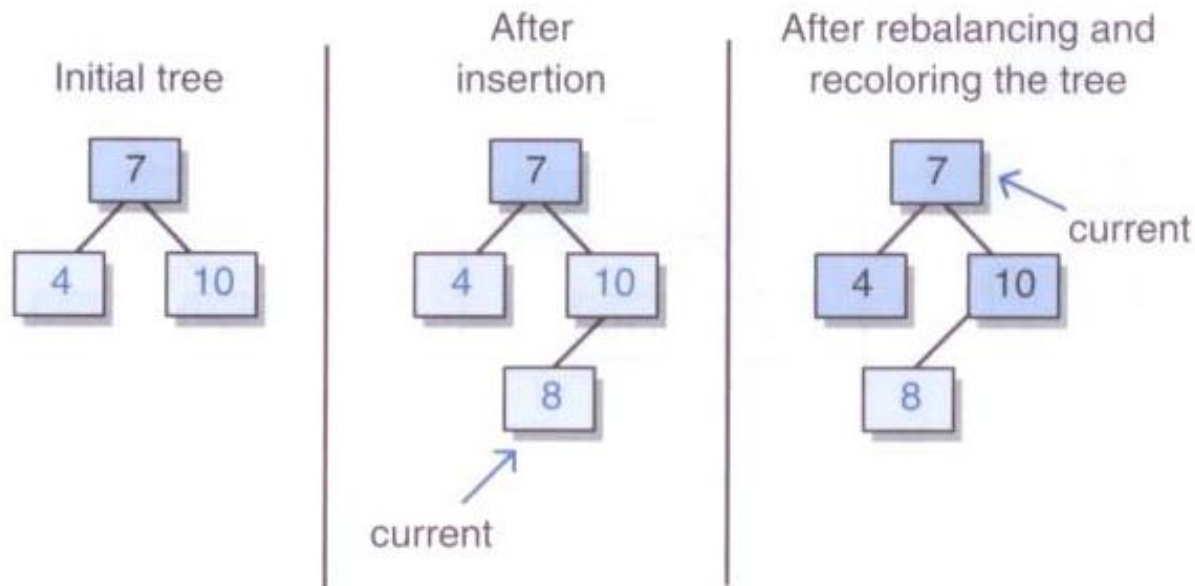 Initial tree
7
4 10
After
insertion
7
4 10
8
current
After rebalancing and
recoloring the tree
7
current
4 10
8